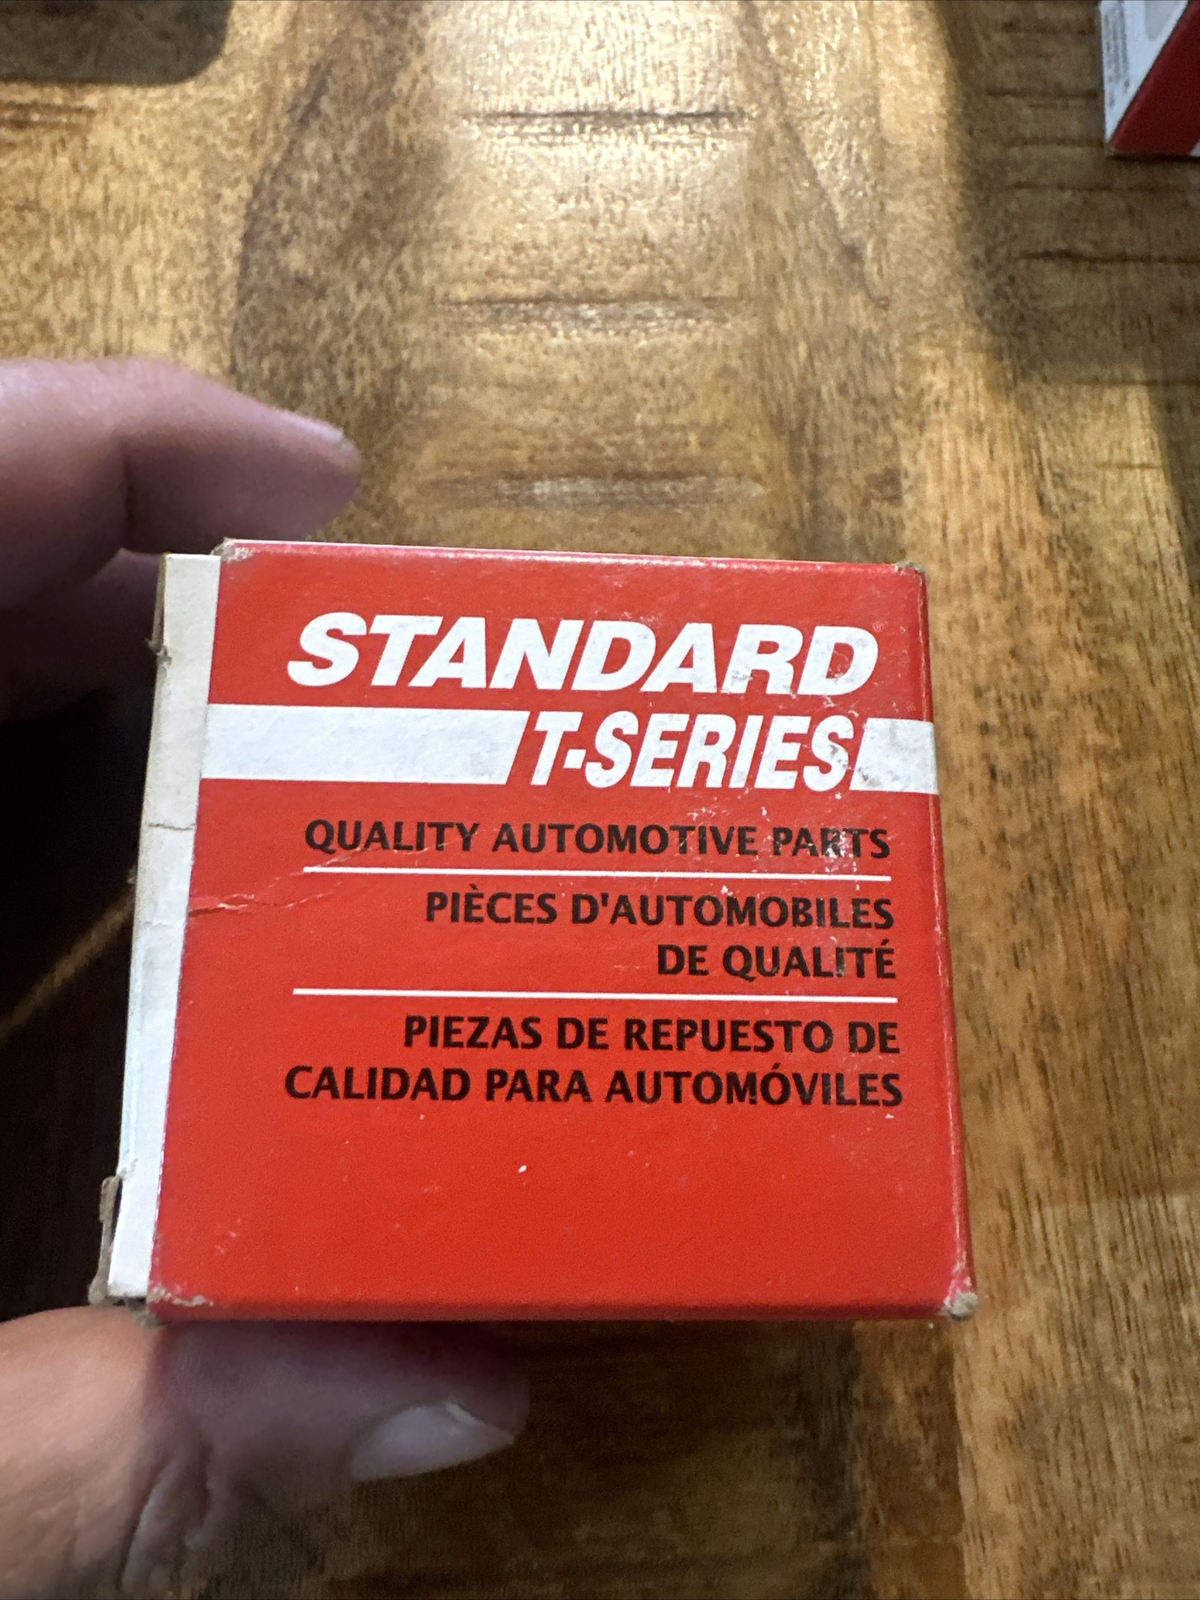 STANDARD
T-SERIES
QUALITY AUTOMOTIVE PARTS
PIÈCES D'AUTOMOBILES
DE QUALITÉ
PIEZAS DE REPUESTO DE
CALIDAD PARA AUTOMÓVILES